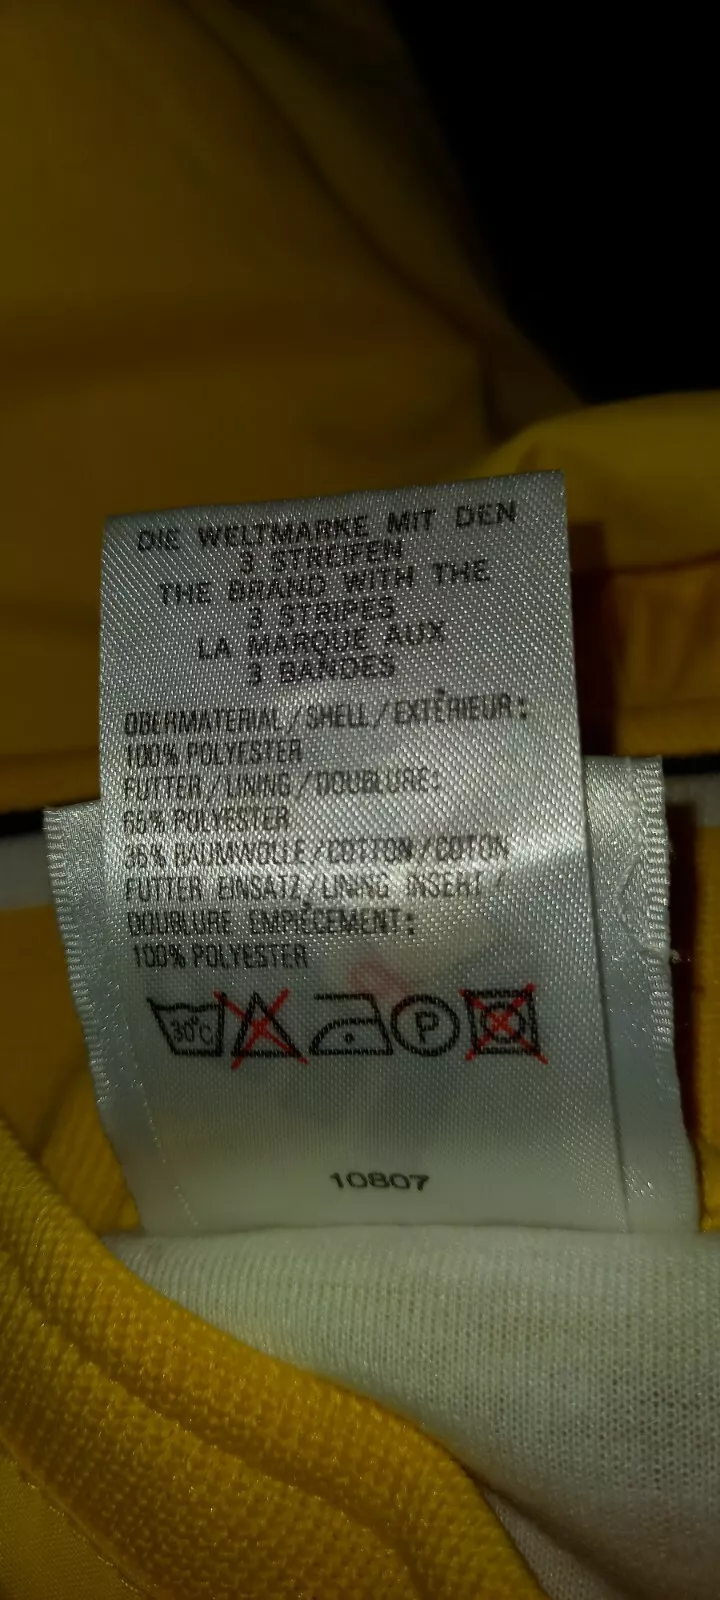 DIE WELTMARKE MIT DEN
3 STREIFEN
THE BRAND WITH THE
3 STRIPES
LA MARQUE AUX
3 BANDES
OBERMATERIAL/SHELL/EXTÉRIEUR:
100% POLYESTER
FUTTER/LINING/DOUBLURE:
65% POLYESTER
35% BAUMWOLLE/COTTON/COTON
FUTTER EINSATZ/LINING INSERT/
DOUBLURE EMPIÉCEMENT:
100% POLYESTER
30°C P
10807